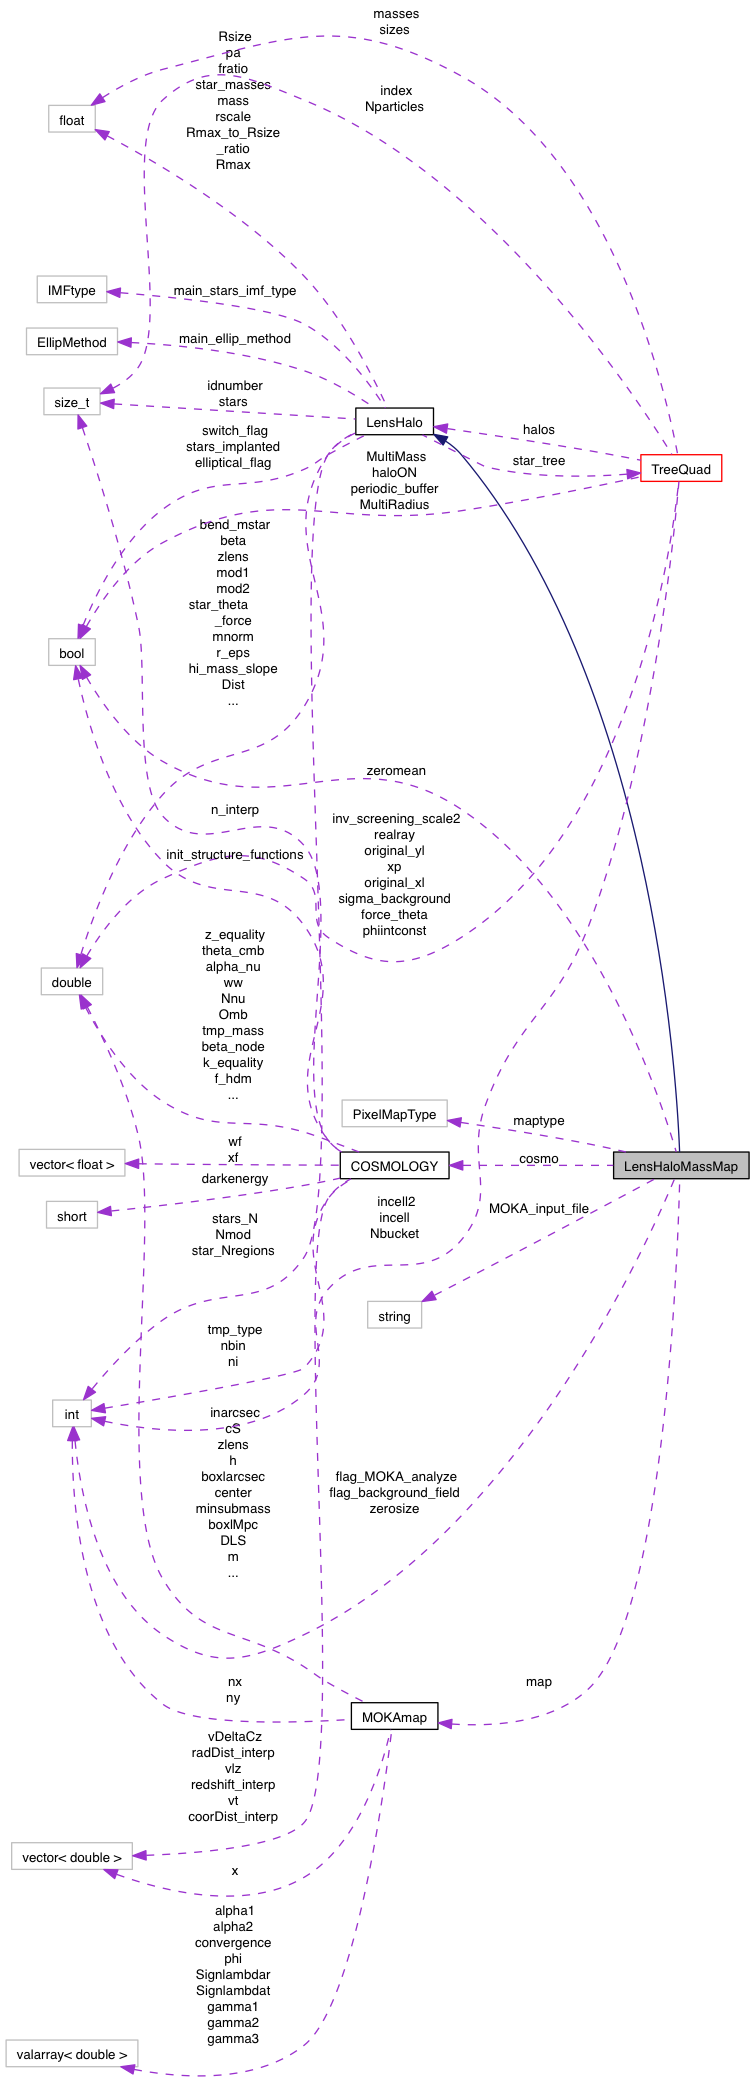 masses
sizes
Rsize
pa
fratio
star_masses
mass
rscale
Rmax_to_Rsize
_ratio
Rmax
index
Nparticles
float
IMFtype
main_stars_imf_type
EllipMethod
main_ellip_method
size_t
idnumber
stars
LensHalo
halos
star_tree
TreeQuad
switch_flag
stars_implanted
elliptical_flag
MultiMass
haloON
periodic_buffer
MultiRadius
bend_mstar
beta
zlens
mod1
mod2
star_theta
_force
mnorm
r_eps
hi_mass_slope
Dist
...
bool
zeromean
n_interp
inv_screening_scale2
realray
original_yl
xp
original_xl
sigma_background
force_theta
phiintconst
init_structure_functions
z_equality
theta_cmb
alpha_nu
ww
Nnu
Omb
tmp_mass
beta_node
k_equality
f_hdm
...
double
PixelMapType
maptype
wf
xf
vector< float >
COSMOLOGY
cosmo
LensHaloMassMap
darkenergy
short
stars_N
Nmod
star_Nregions
incell2
incell
Nbucket
MOKA_input_file
string
tmp_type
nbin
ni
int
inarcsec
cS
zlens
h
boxlarcsec
center
minsubmass
boxlMpc
DLS
m
...
flag_MOKA_analyze
flag_background_field
zerosize
nx
ny
map
MOKAmap
vDeltaCz
radDist_interp
vlz
redshift_interp
vt
coorDist_interp
vector< double >
x
alpha1
alpha2
convergence
phi
Signlambdar
Signlambdat
gamma1
gamma2
gamma3
valarray< double >